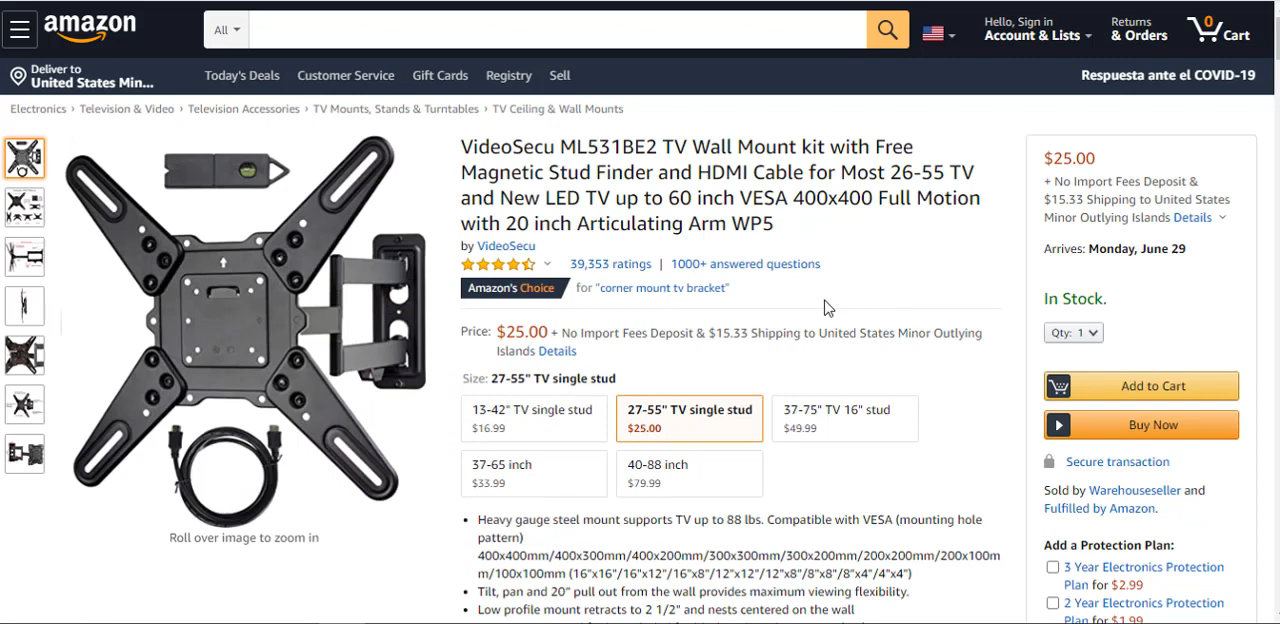 amazon
All
Hello, Sign in
Account & Lists
Returns
& Orders
0
Cart
Deliver to
United States Min...
Today's Deals
Customer Service
Gift Cards
Registry
Sell
Respuesta ante el COVID-19
Electronics › Television & Video › Television Accessories › TV Mounts, Stands & Turntables › TV Ceiling & Wall Mounts
Roll over image to zoom in
VideoSecu ML531BE2 TV Wall Mount kit with Free
Magnetic Stud Finder and HDMI Cable for Most 26-55 TV
and New LED TV up to 60 inch VESA 400x400 Full Motion
with 20 inch Articulating Arm WP5
by VideoSecu
39,353 ratings | 1000+ answered questions
Amazon's Choice for "corner mount tv bracket"
Price: $25.00 + No Import Fees Deposit & $15.33 Shipping to United States Minor Outlying
Islands Details
Size: 27-55" TV single stud
13-42" TV single stud
$16.99
27-55" TV single stud
$25.00
37-75" TV 16" stud
$49.99
37-65 inch
$33.99
40-88 inch
$79.99
• Heavy gauge steel mount supports TV up to 88 lbs. Compatible with VESA (mounting hole
pattern)
400x400mm/400x300mm/400x200mm/300x300mm/300x200mm/200x200mm/200x100m
m/100x100mm (16"x16"/16"x12"/16"x8"/12"x12"/12"x8"/8"x8"/8"x4"/4"x4")
• Tilt, pan and 20" pull out from the wall provides maximum viewing flexibility.
• Low profile mount retracts to 2 1/2" and nests centered on the wall
$25.00
+ No Import Fees Deposit &
$15.33 Shipping to United States
Minor Outlying Islands Details
Arrives: Monday, June 29
In Stock.
Qty: 1
Add to Cart
Buy Now
Secure transaction
Sold by Warehouseseller and
Fulfilled by Amazon.
Add a Protection Plan:
3 Year Electronics Protection
Plan for $2.99
2 Year Electronics Protection
Plan for $1.99